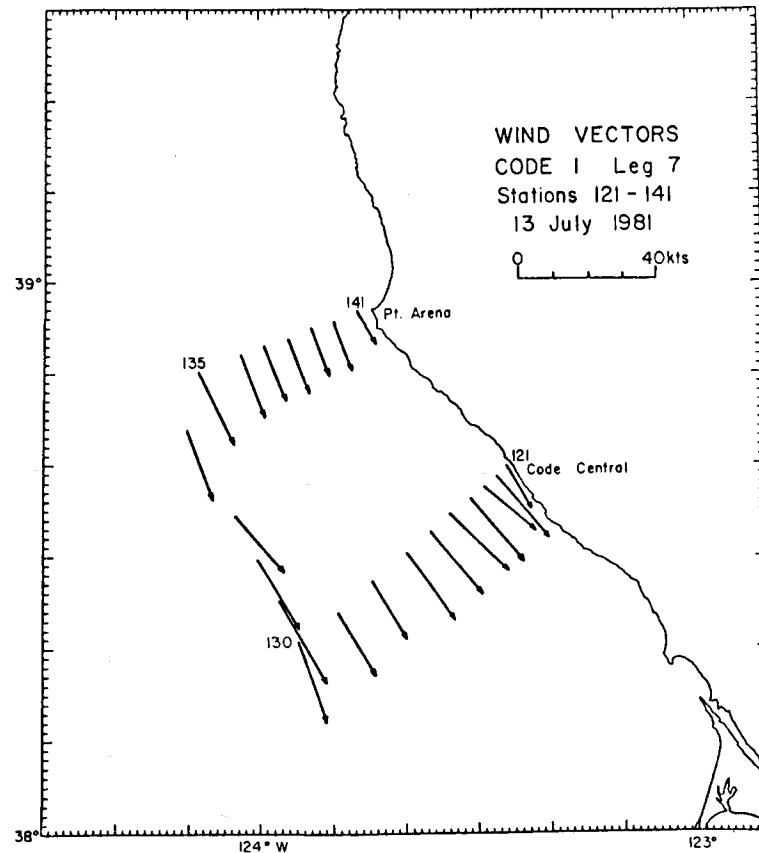 WIND VECTORS
CODE I Leg 7
Stations 121-141
13 July 1981
0 40kts
39°
141
Pt. Arena
135
121
Code Central
130
38°
124° W
123°